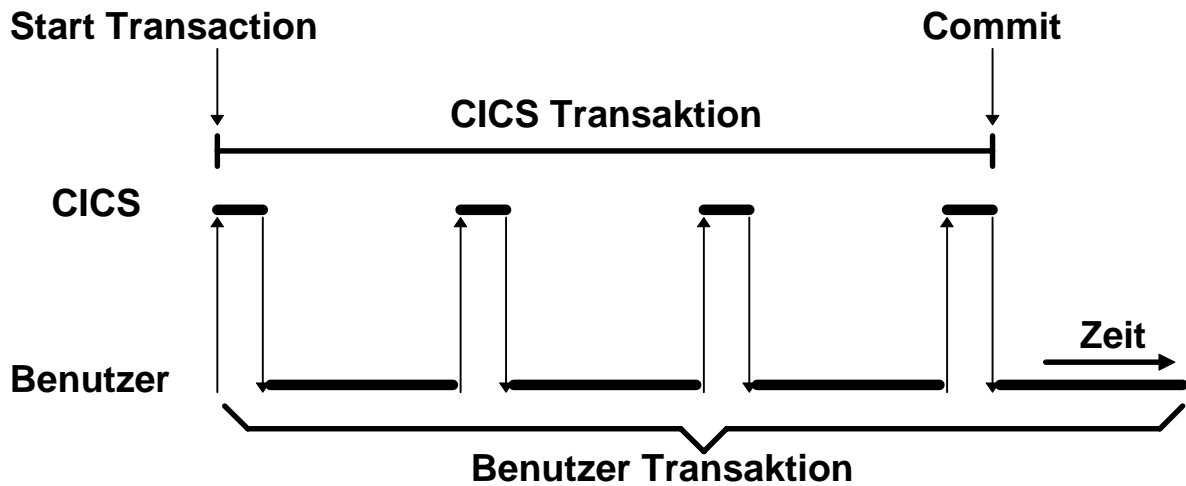 Start Transaction
Commit
CICS Transaktion
CICS
Zeit
Benutzer
Benutzer Transaktion